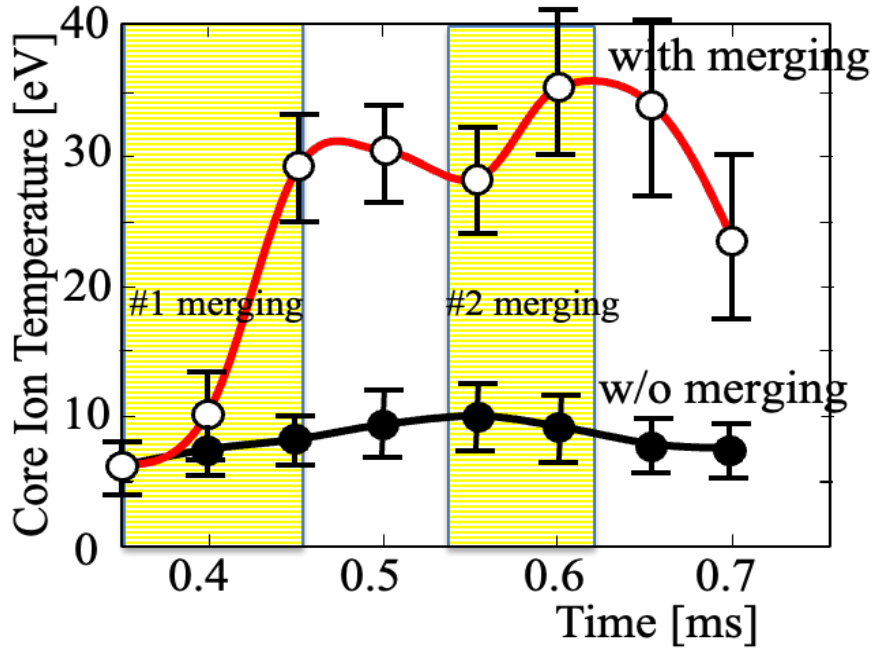 Core Ion Temperature [eV]
40
30
20
10
0
with merging
#1 merging
#2 merging
w/o merging
0.4
0.5
0.6
0.7
Time [ms]